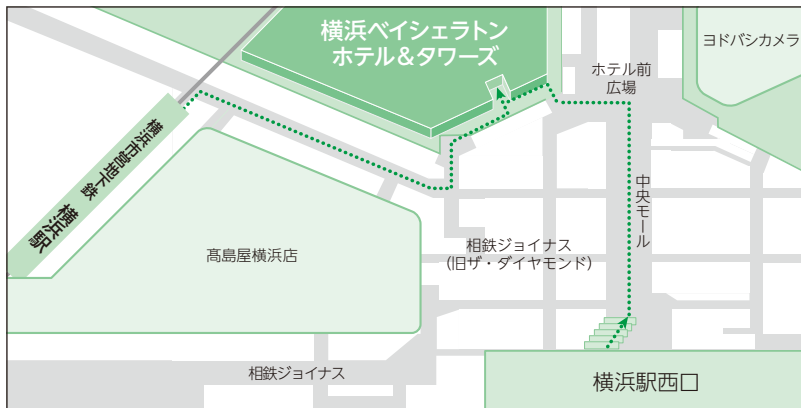 横浜ベイシェラトン
ホテル&タワーズ
ヨドバシカメラ
ホテル前
広場
横浜市営地下鉄
横浜駅
中央モール
相鉄ジョイナス
(旧ザ・ダイヤモンド)
髙島屋横浜店
相鉄ジョイナス
横浜駅西口